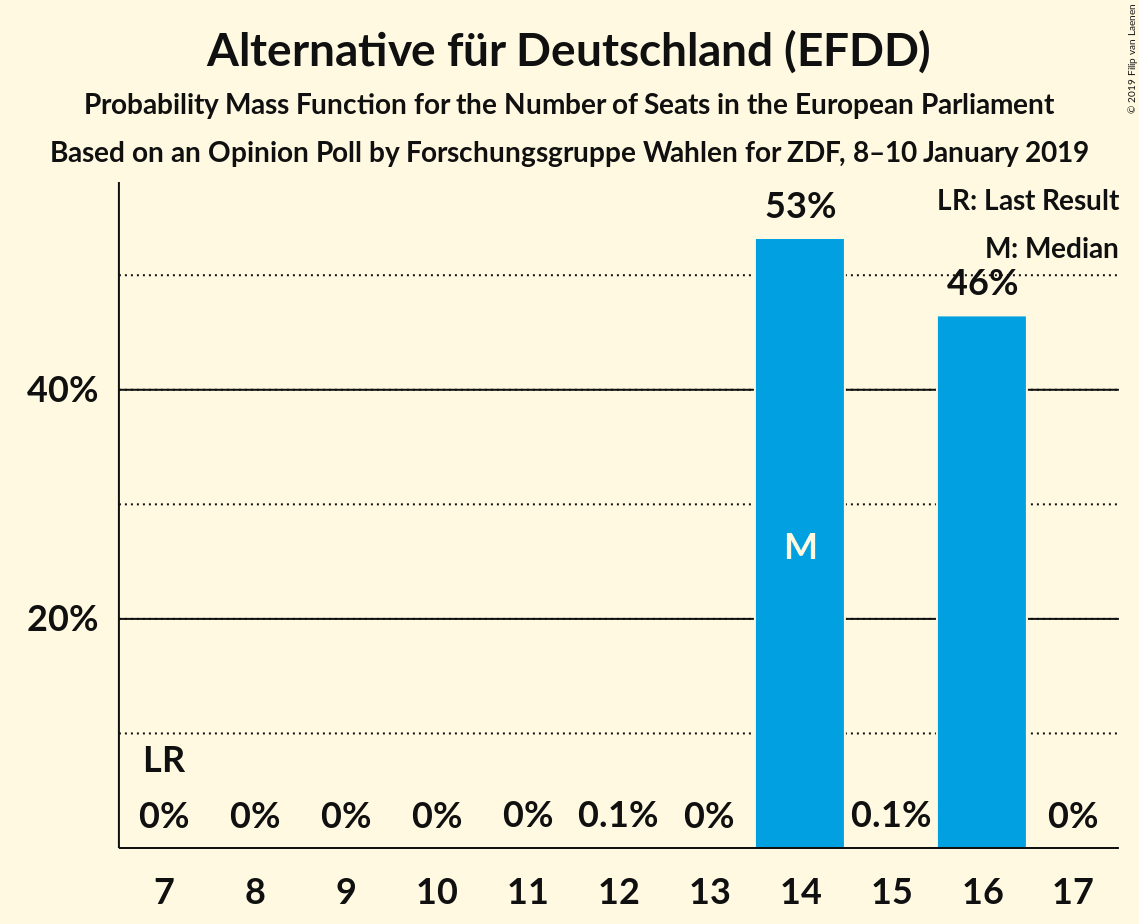 Alternative für Deutschland (EFDD)
Probability Mass Function for the Number of Seats in the European Parliament
Based on an Opinion Poll by Forschungsgruppe Wahlen for ZDF, 8–10 January 2019
© 2019 Filip van Laenen
LR: Last Result
M: Median
53%
46%
40%
20%
M
LR
0% 0% 0% 0% 0% 0.1% 0% 0.1% 0%
7 8 9 10 11 12 13 14 15 16 17